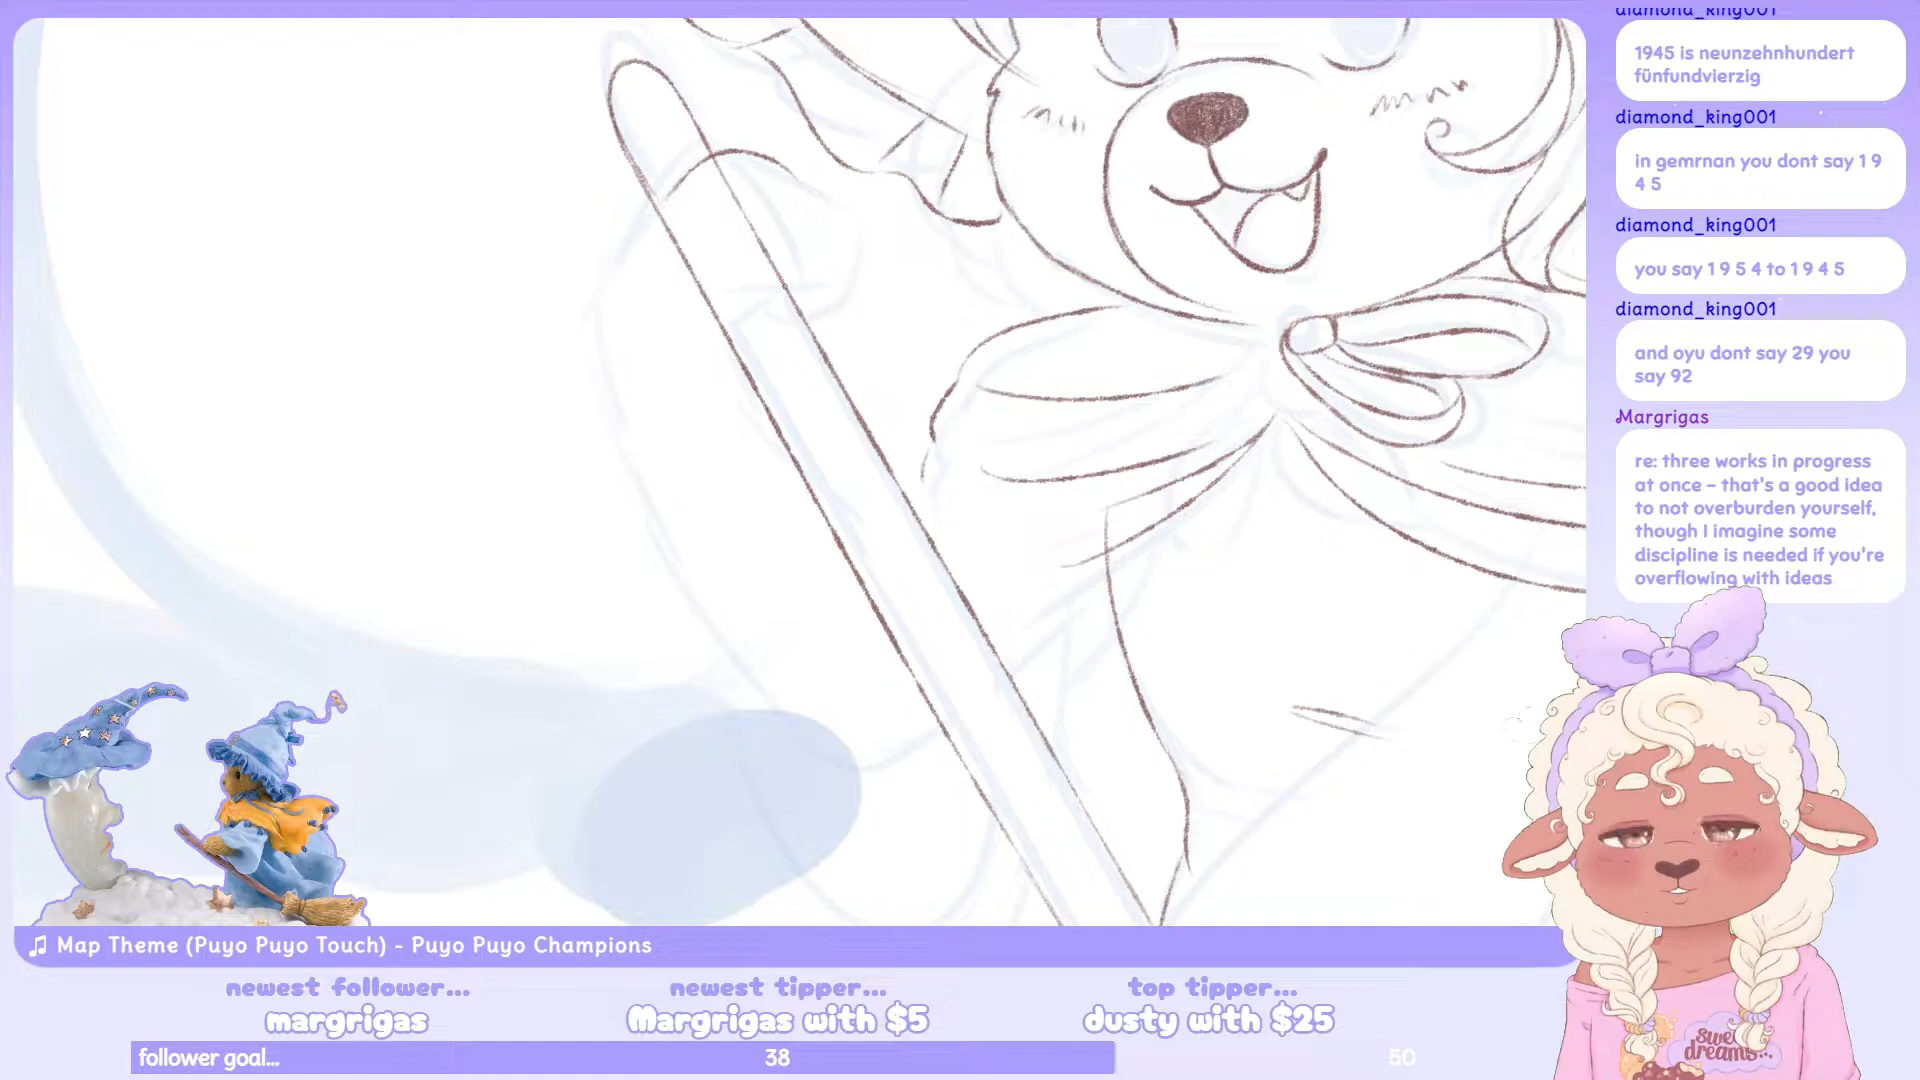 diamond_king001
1945 is neunzehnhundert
fünfundvierzig
diamond_king001
in gemrnan you dont say 1 9
4 5
diamond_king001
you say 1 9 5 4 to 1 9 4 5
diamond_king001
and oyu dont say 29 you
say 92
Margrigas
re: three works in progress
at once - that's a good idea
to not overburden yourself,
though I imagine some
discipline is needed if you're
overflowing with ideas
Map Theme (Puyo Puyo Touch) - Puyo Puyo Champions
newest follower...
margrigas
newest tipper...
Margrigas with $5
top tipper...
dusty with $25
follower goal...
38
50
dreams...